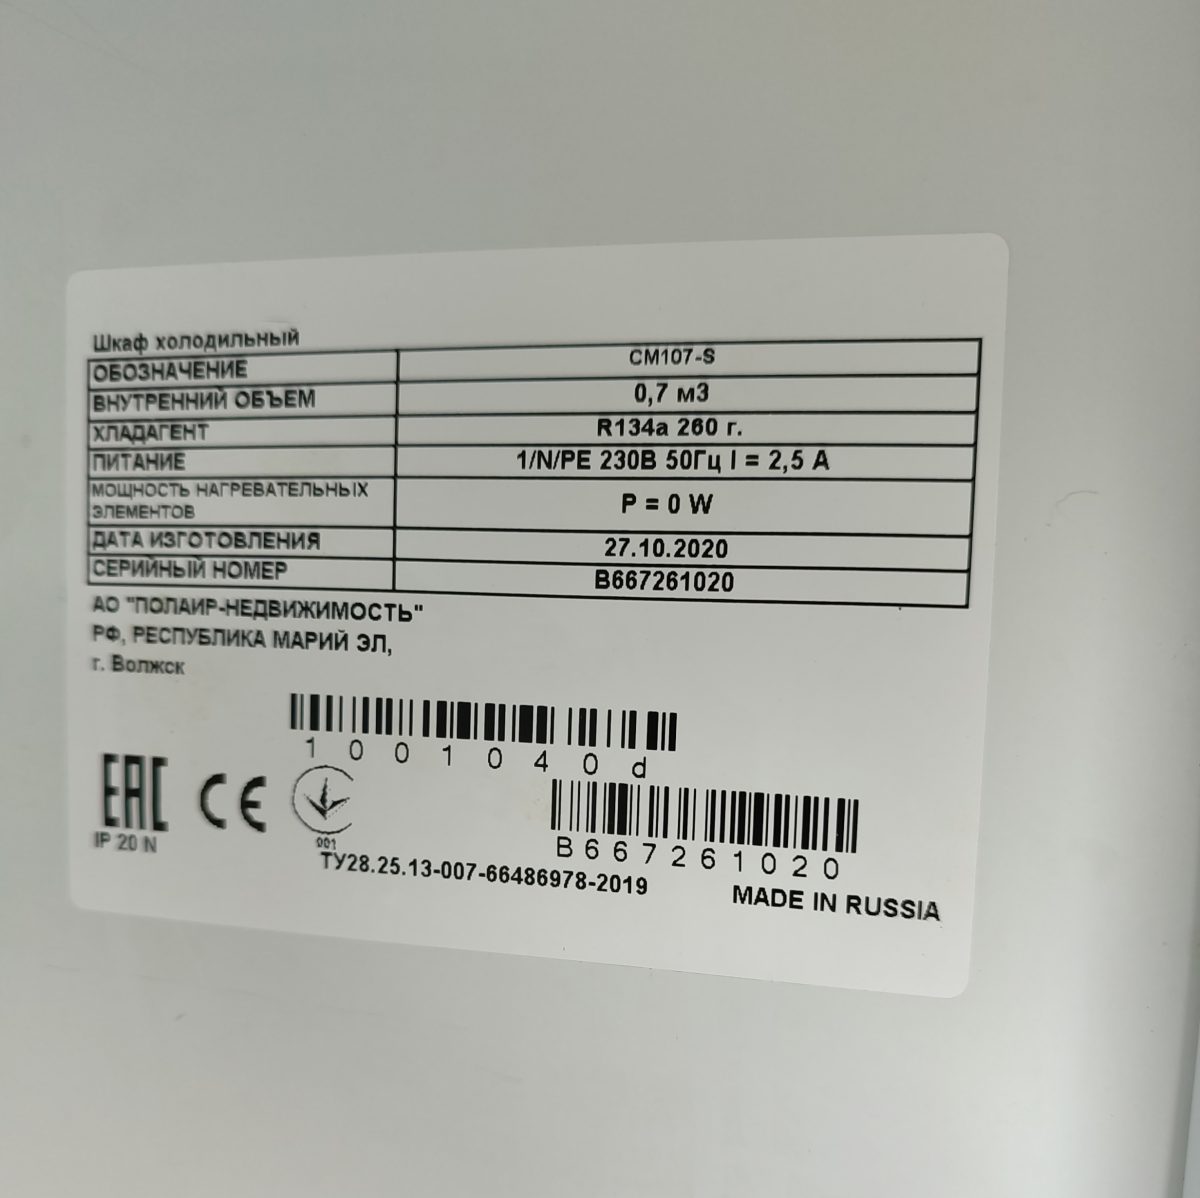 Шкаф холодильный
ОБОЗНАЧЕНИЕ CM107-S
ВНУТРЕННИЙ ОБЪЕМ 0,7 м3
ХЛАДАГЕНТ R134a 260 г.
ПИТАНИЕ 1/N/PE 230В 50Гц I = 2,5 А
МОЩНОСТЬ НАГРЕВАТЕЛЬНЫХ
ЭЛЕМЕНТОВ P = 0 W
ДАТА ИЗГОТОВЛЕНИЯ 27.10.2020
СЕРИЙНЫЙ НОМЕР B667261020
АО "ПОЛАИР-НЕДВИЖИМОСТЬ"
РФ, РЕСПУБЛИКА МАРИЙ ЭЛ,
г. Волжск
1001040d
EAC CE
001
IP 20 N
B667261020
ТУ28.25.13-007-66486978-2019
MADE IN RUSSIA